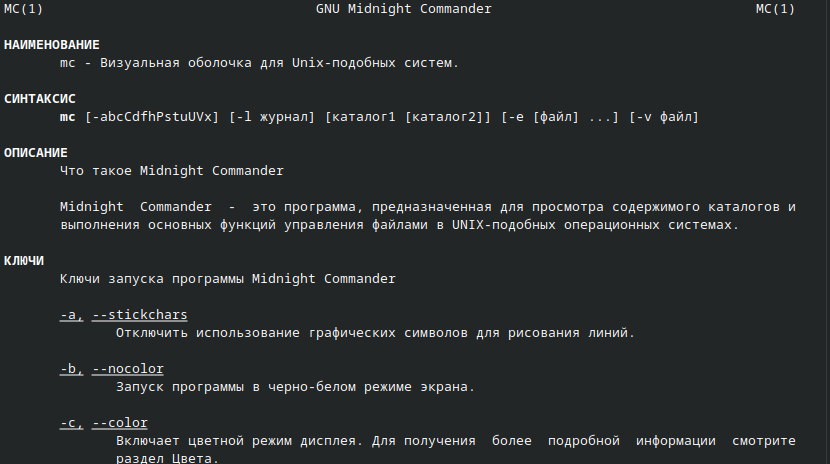 MC(1) GNU Midnight Commander MC(1)
НАИМЕНОВАНИЕ
mc - Визуальная оболочка для Unix-подобных систем.
СИНТАКСИС
mc [-abcCdfhPstuUVx] [-l журнал] [каталог1 [каталог2]] [-e [файл] ...] [-v файл]
ОПИСАНИЕ
Что такое Midnight Commander
Midnight Commander - это программа, предназначенная для просмотра содержимого каталогов и
выполнения основных функций управления файлами в UNIX-подобных операционных системах.
КЛЮЧИ
Ключи запуска программы Midnight Commander
-a, --stickchars
Отключить использование графических символов для рисования линий.
-b, --nocolor
Запуск программы в черно-белом режиме экрана.
-c, --color
Включает цветной режим дисплея. Для получения более подробной информации смотрите
раздел Цвета.